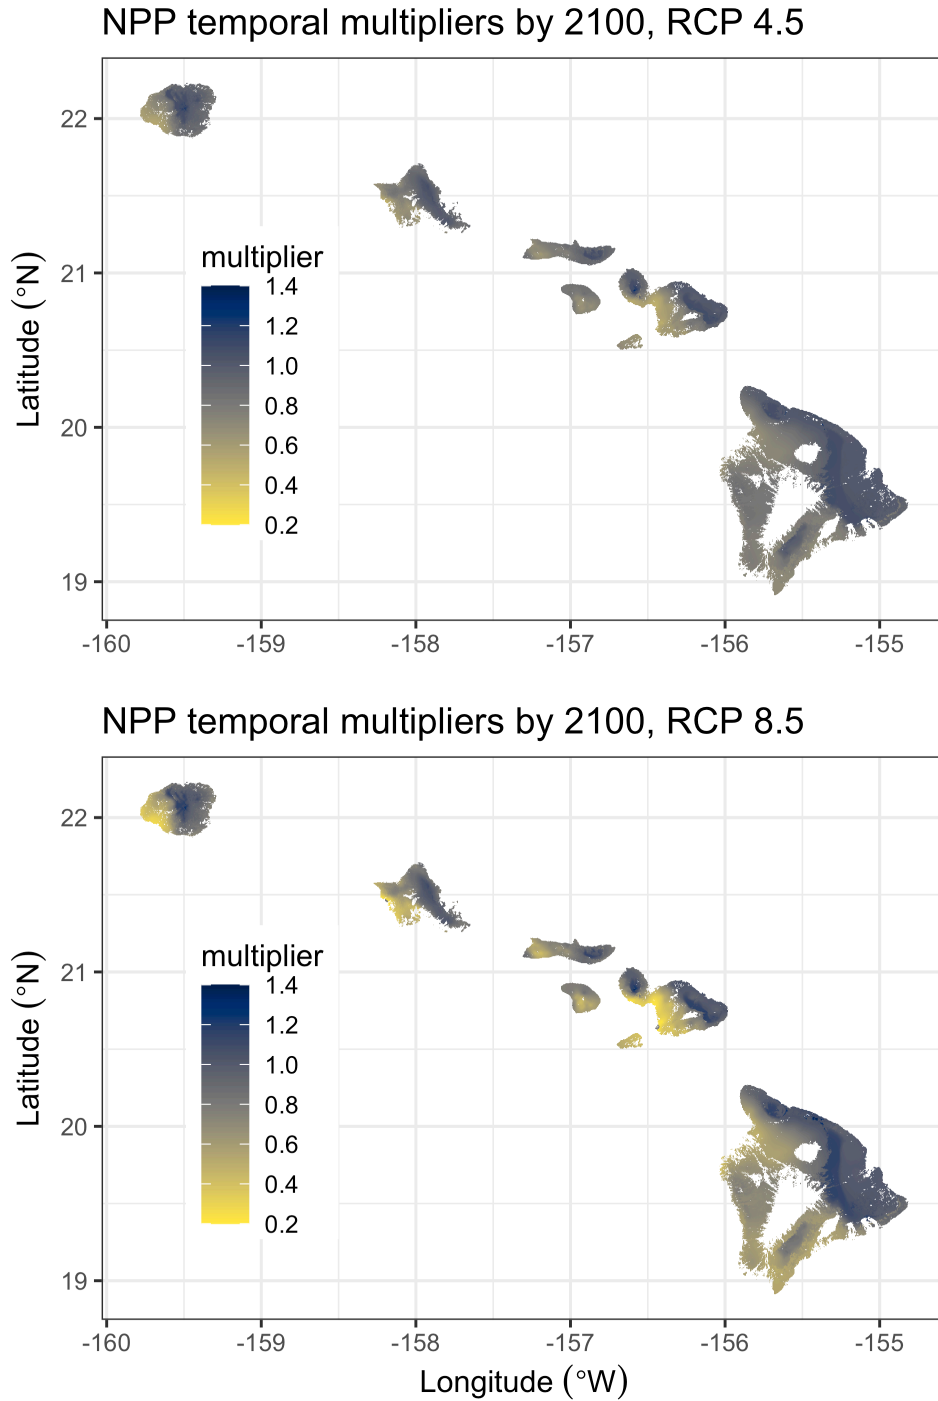 NPP temporal multipliers by 2100, RCP 4.5
22
21
20
19
Latitude (°N)
multiplier
1.4
1.2
1.0
0.8
0.6
0.4
0.2
-160 -159 -158 -157 -156 -155
NPP temporal multipliers by 2100, RCP 8.5
22
21
20
19
Latitude (°N)
multiplier
1.4
1.2
1.0
0.8
0.6
0.4
0.2
-160 -159 -158 -157 -156 -155
Longitude (°W)